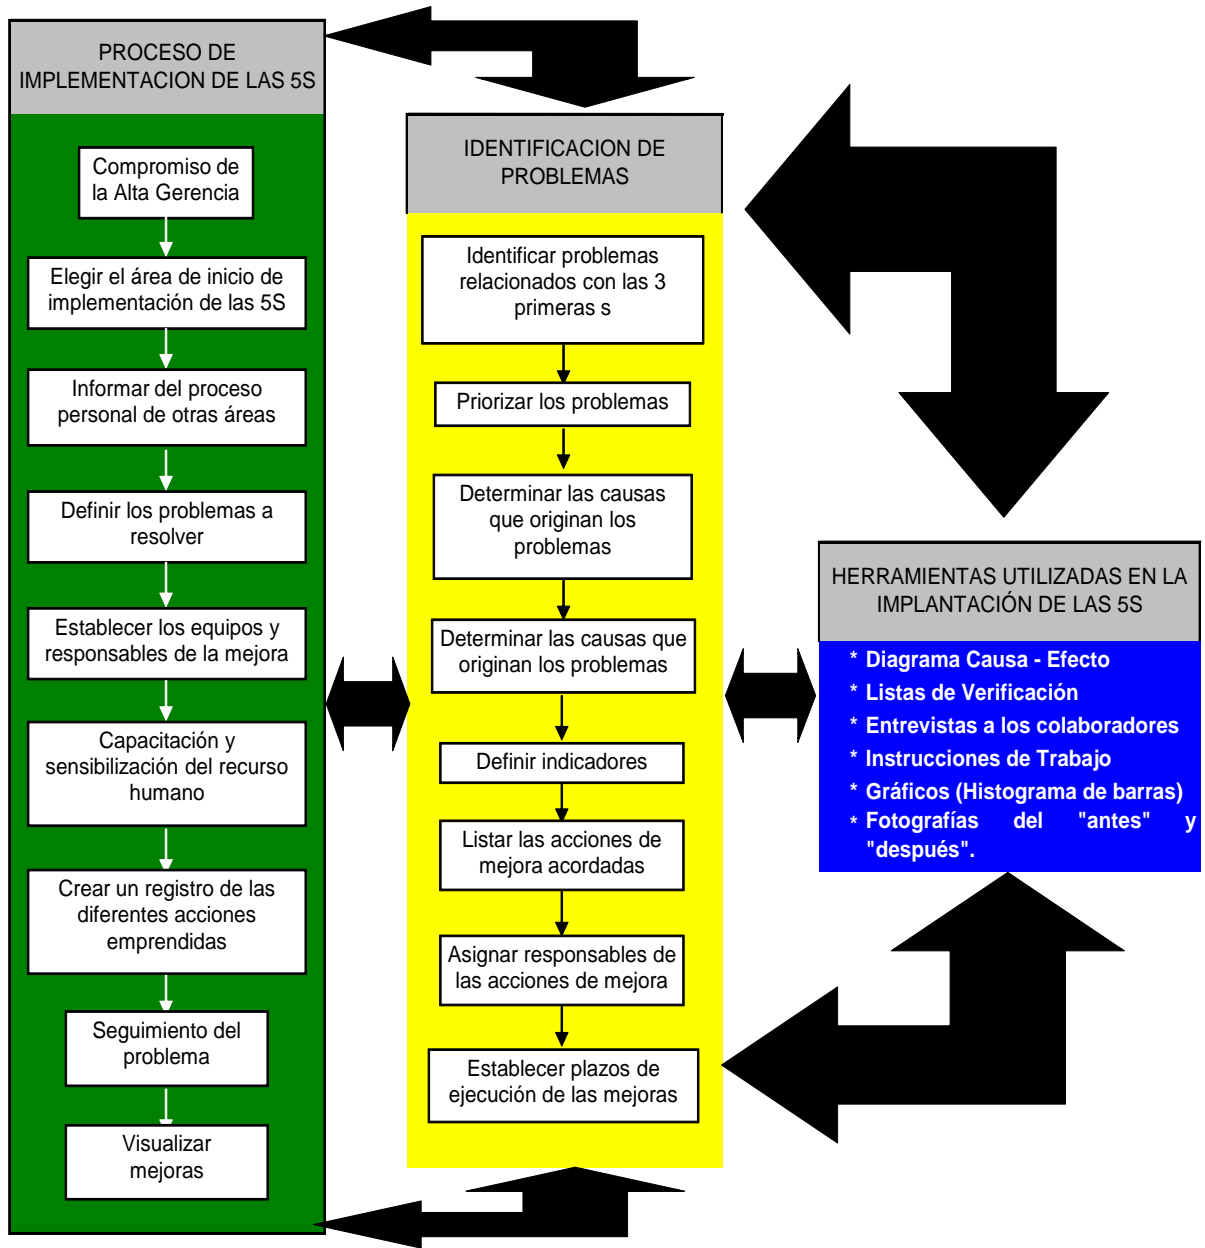 PROCESO DE
IMPLEMENTACION DE LAS 5S
Compromiso de
la Alta Gerencia
Elegir el área de inicio de
implementación de las 5S
Informar del proceso
personal de otras áreas
Definir los problemas a
resolver
Establecer los equipos y
responsables de la mejora
Capacitación y
sensibilización del recurso
humano
Crear un registro de las
diferentes acciones
emprendidas
Seguimiento del
problema
Visualizar
mejoras
IDENTIFICACION DE
PROBLEMAS
Identificar problemas
relacionados con las 3
primeras s
Priorizar los problemas
Determinar las causas
que originan los
problemas
Determinar las causas que
originan los problemas
Definir indicadores
Listar las acciones de
mejora acordadas
Asignar responsables de
las acciones de mejora
Establecer plazos de
ejecución de las mejoras
HERRAMIENTAS UTILIZADAS EN LA
IMPLANTACIÓN DE LAS 5S
* Diagrama Causa - Efecto
* Listas de Verificación
* Entrevistas a los colaboradores
* Instrucciones de Trabajo
* Gráficos (Histograma de barras)
* Fotografías del "antes" y
"después".